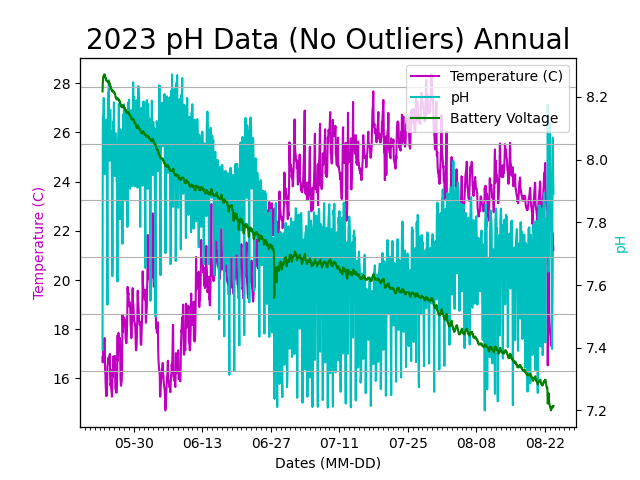 2023 pH Data (No Outliers) Annual
Temperature (C)
pH
Battery Voltage
28
26
24
22
20
18
16
Temperature (C)
8.2
8.0
7.8
7.6
7.4
7.2
pH
05-30 06-13 06-27 07-11 07-25 08-08 08-22
Dates (MM-DD)